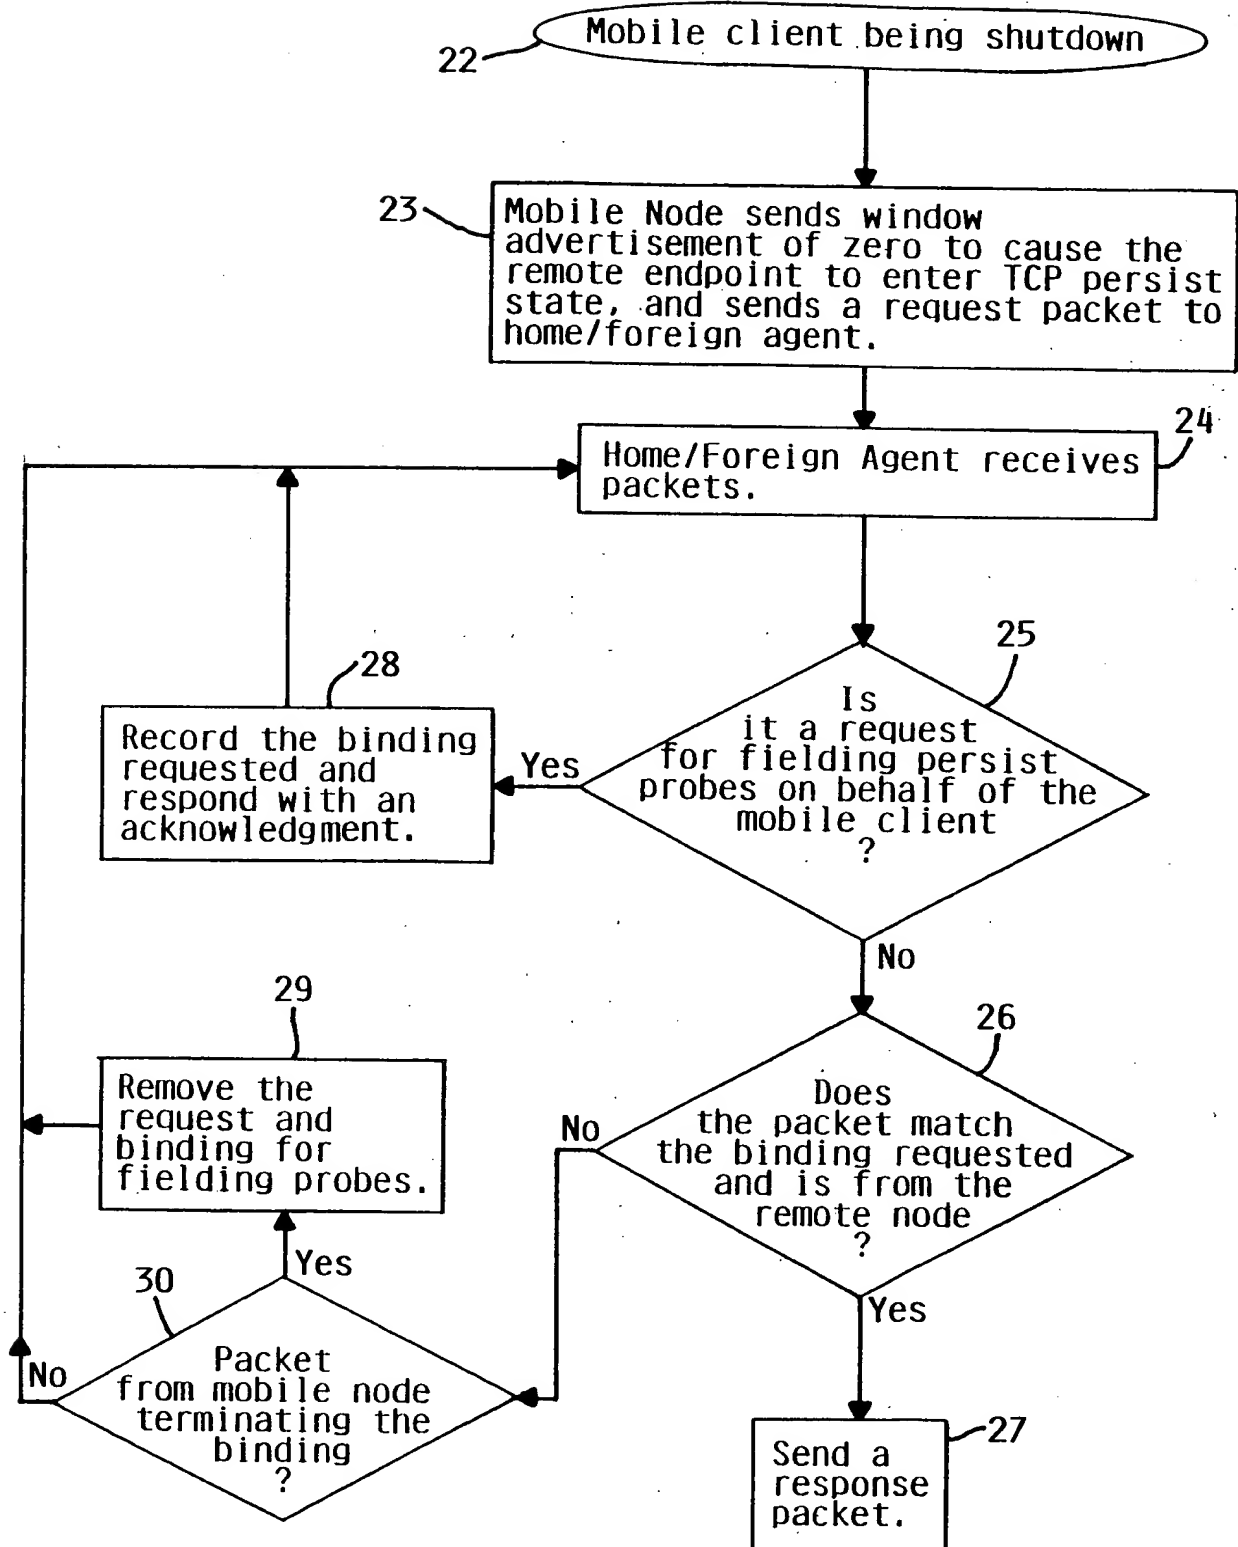 Mobile client being shutdown
22
23
Mobile Node sends window
advertisement of zero to cause the
remote endpoint to enter TCP persist
state, and sends a request packet to
home/foreign agent.
24
Home/Foreign Agent receives
packets.
25
Is
it a request
for fielding persist
probes on behalf of the
mobile client
?
Yes
28
Record the binding
requested and
respond with an
acknowledgment.
No
26
Does
the packet match
the binding requested
and is from the
remote node
?
No
29
Remove the
request and
binding for
fielding probes.
Yes
30
Packet
from mobile node
terminating the
binding
?
No
Yes
27
Send a
response
packet.